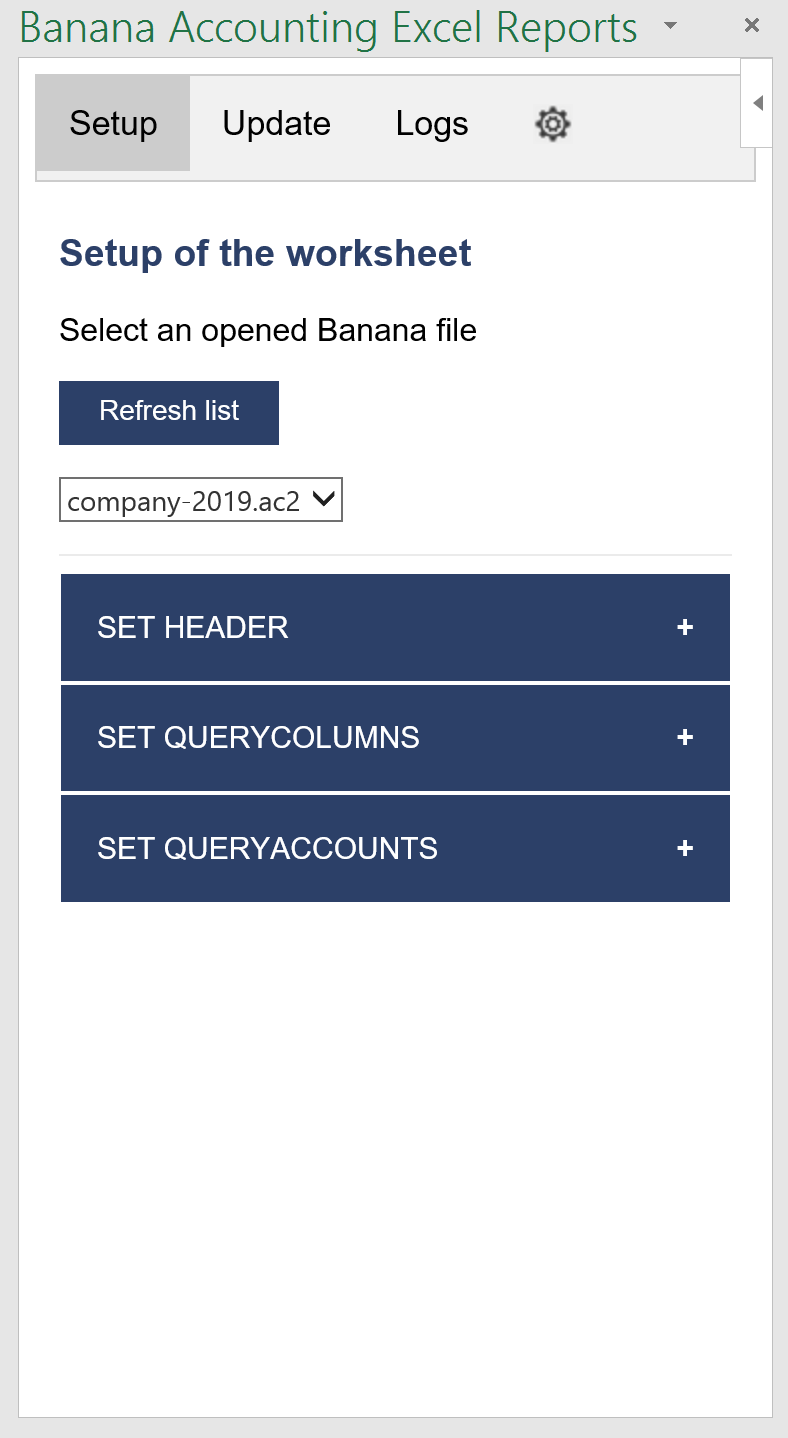 Banana Accounting Excel Reports
Setup Update Logs
Setup of the worksheet
Select an opened Banana file
Refresh list
company-2019.ac2
SET HEADER +
SET QUERYCOLUMNS +
SET QUERYACCOUNTS +